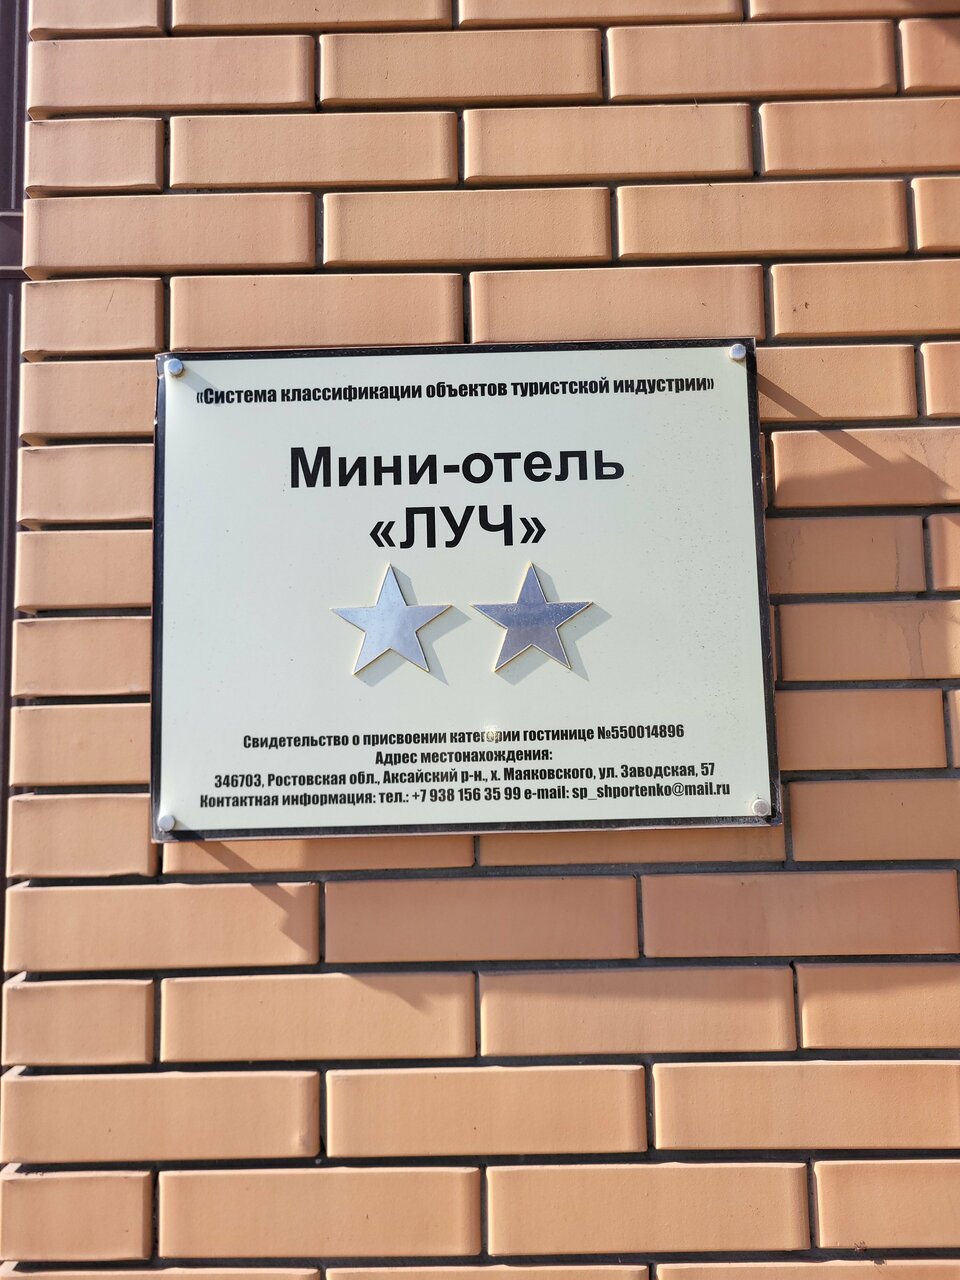 «Система классификации объектов туристской индустрии»
Мини-отель
«ЛУЧ»
Свидетельство о присвоении категории гостинице №550014896
Адрес местонахождения:
346703, Ростовская обл., Аксайский р-н., х. Маяковского, ул. Заводская, 57
Контактная информация: тел.: +7 938 156 35 99 e-mail: sp_shportenko@mail.ru